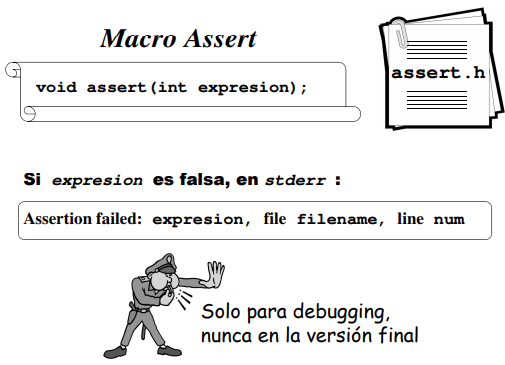 Macro Assert
void assert(int expresion);
assert.h
Si expresion es falsa, en stderr :
Assertion failed: expresion, file filename, line num
Solo para debugging,
nunca en la versión final